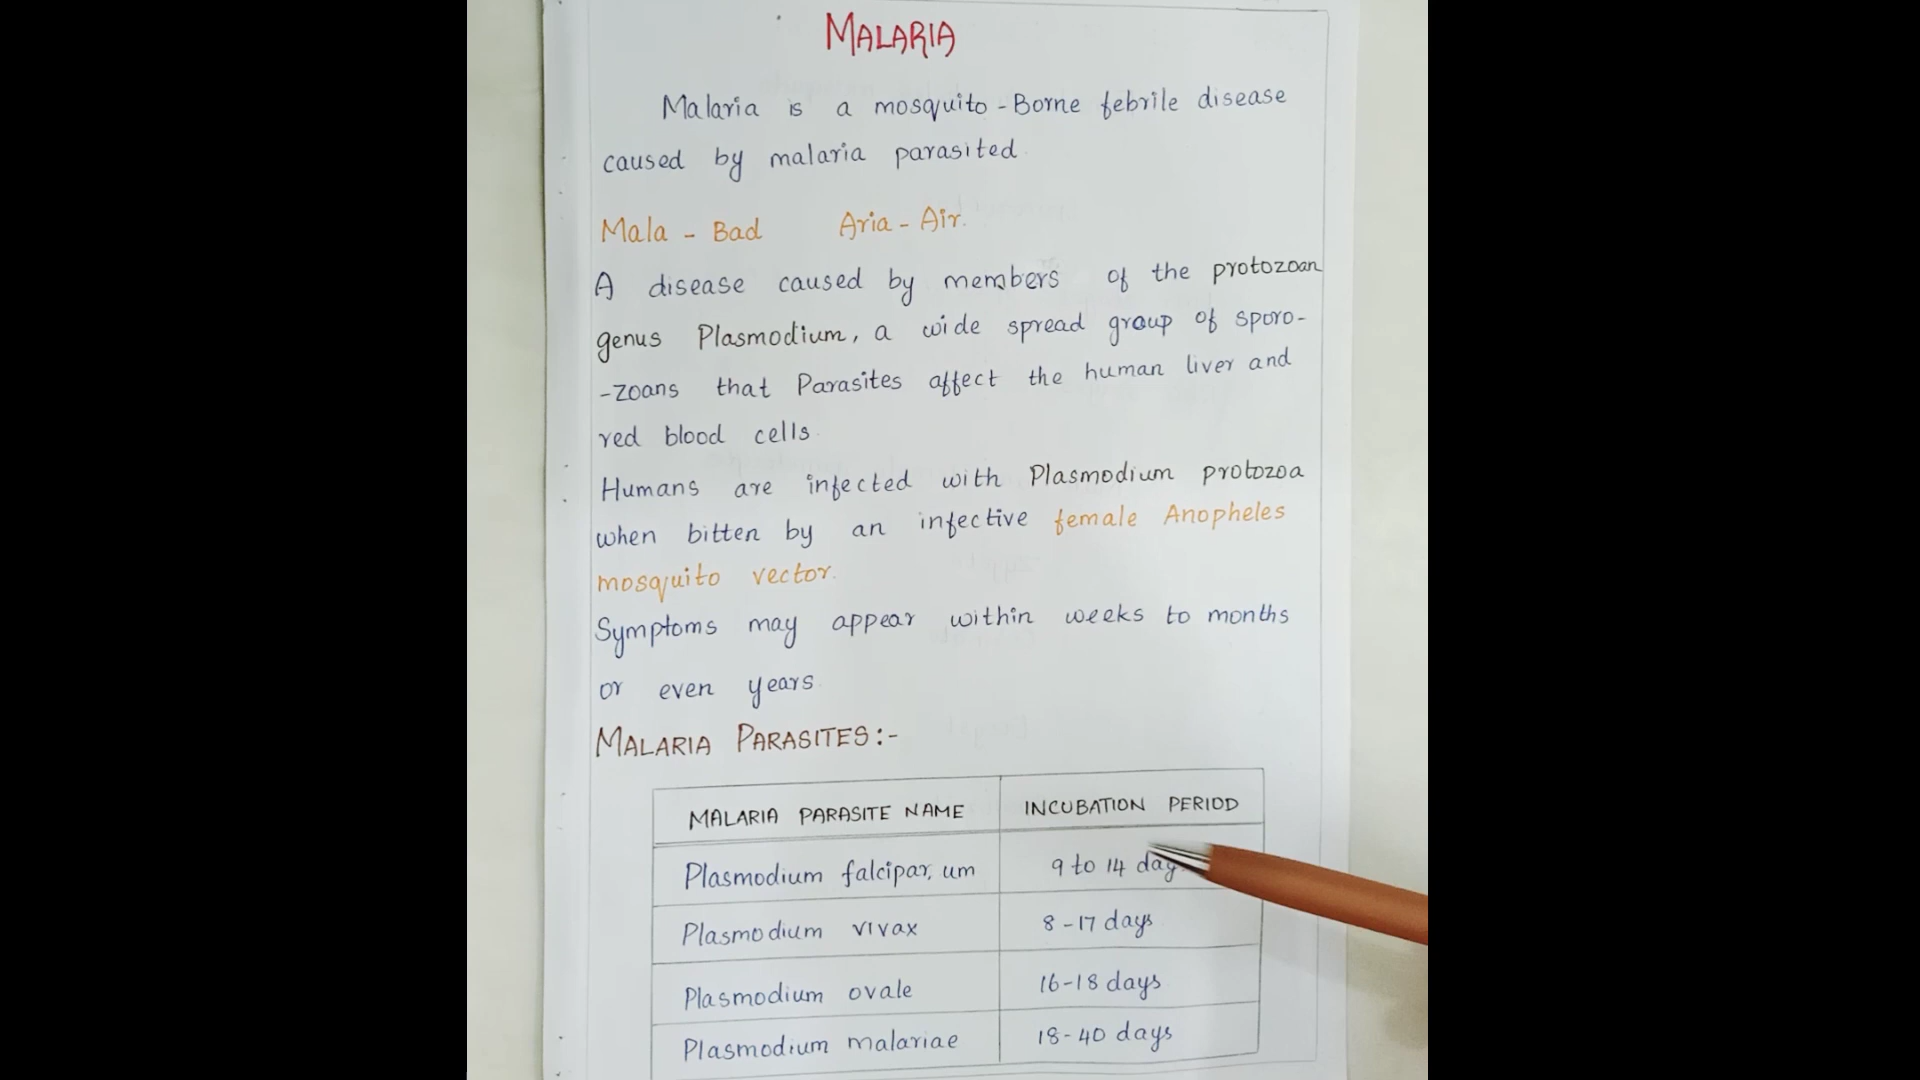 MALARIA
Malaria is a mosquito-Borne febrile disease
caused by malaria parasited
Mala - Bad Aria - Air.
A disease caused by members of the protozoan
genus Plasmodium, a wide spread group of sporo-
-zoans that Parasites affect the human liver and
red blood cells.
Humans are infected with Plasmodium protozoa
when bitten by an infective female Anopheles
mosquito vector.
Symptoms may appear within weeks to months
or even years
MALARIA PARASITES:-
MALARIA PARASITE NAME INCUBATION PERIOD
Plasmodium falciparum 9 to 14 day
Plasmodium vivax 8-17 days
Plasmodium ovale 16-18 days
Plasmodium malariae 18-40 days